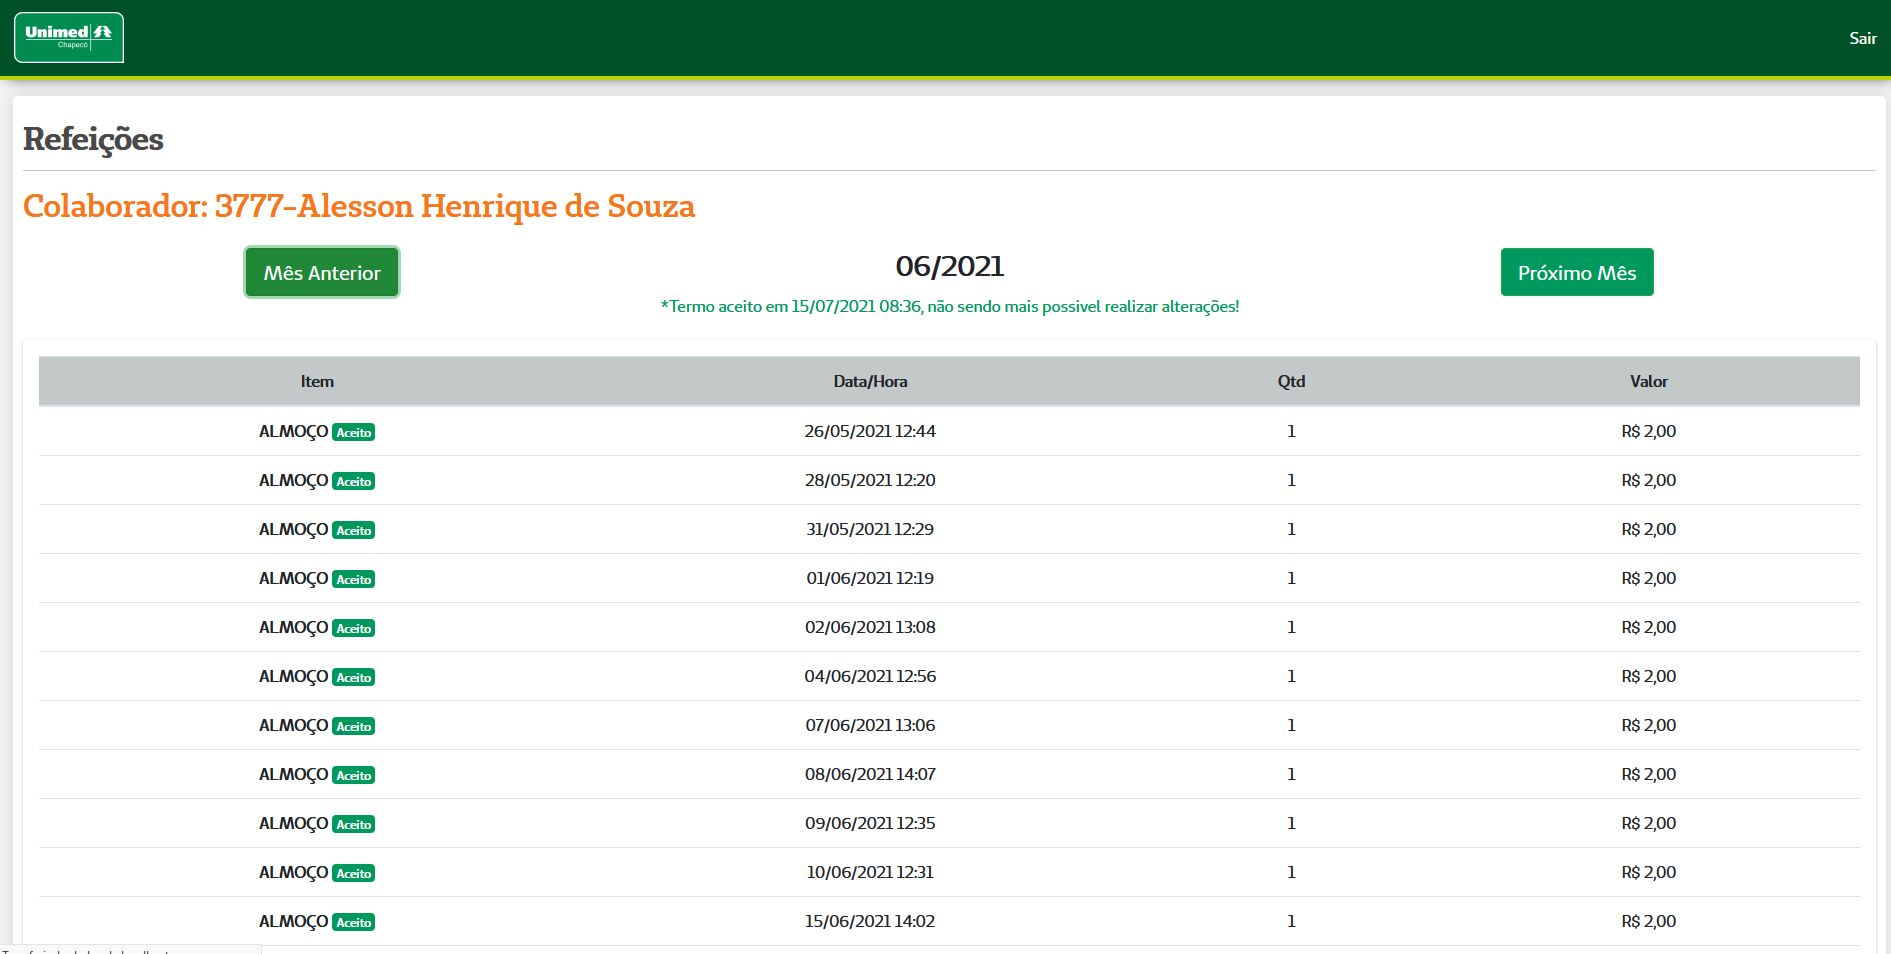 Unimed
Chapecó
Sair
Refeições
Colaborador: 3777-Alesson Henrique de Souza
Mês Anterior
06/2021
Próximo Mês
*Termo aceito em 15/07/2021 08:36, não sendo mais possivel realizar alterações!
Item Data/Hora Qtd Valor
ALMOÇO Aceito 26/05/2021 12:44 1 R$ 2,00
ALMOÇO Aceito 28/05/2021 12:20 1 R$ 2,00
ALMOÇO Aceito 31/05/2021 12:29 1 R$ 2,00
ALMOÇO Aceito 01/06/2021 12:19 1 R$ 2,00
ALMOÇO Aceito 02/06/2021 13:08 1 R$ 2,00
ALMOÇO Aceito 04/06/2021 12:56 1 R$ 2,00
ALMOÇO Aceito 07/06/2021 13:06 1 R$ 2,00
ALMOÇO Aceito 08/06/2021 14:07 1 R$ 2,00
ALMOÇO Aceito 09/06/2021 12:35 1 R$ 2,00
ALMOÇO Aceito 10/06/2021 12:31 1 R$ 2,00
ALMOÇO Aceito 15/06/2021 14:02 1 R$ 2,00